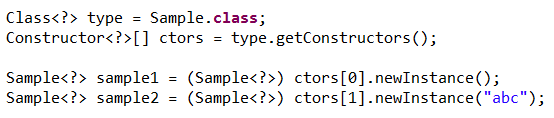 Class<?> type = Sample.class;
Constructor<?>[] ctors = type.getConstructors();
Sample<?> sample1 = (Sample<?>) ctors[0].newInstance();
Sample<?> sample2 = (Sample<?>) ctors[1].newInstance("abc");